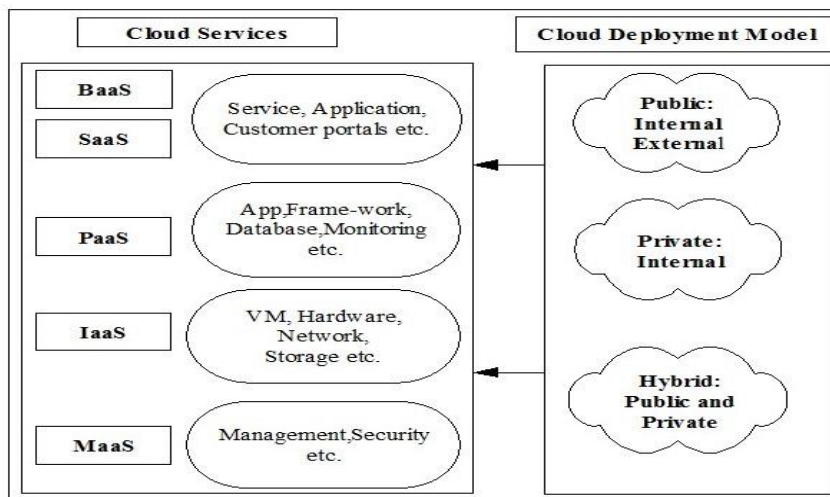 Cloud Services
Cloud Deployment Model
BaaS
SaaS
Service, Application,
Customer portals etc.
PaaS
App,Frame-work,
Database,Monitoring
etc.
IaaS
VM, Hardware,
Network,
Storage etc.
MaaS
Management,Security
etc.
Public:
Internal
External
Private:
Internal
Hybrid:
Public and
Private